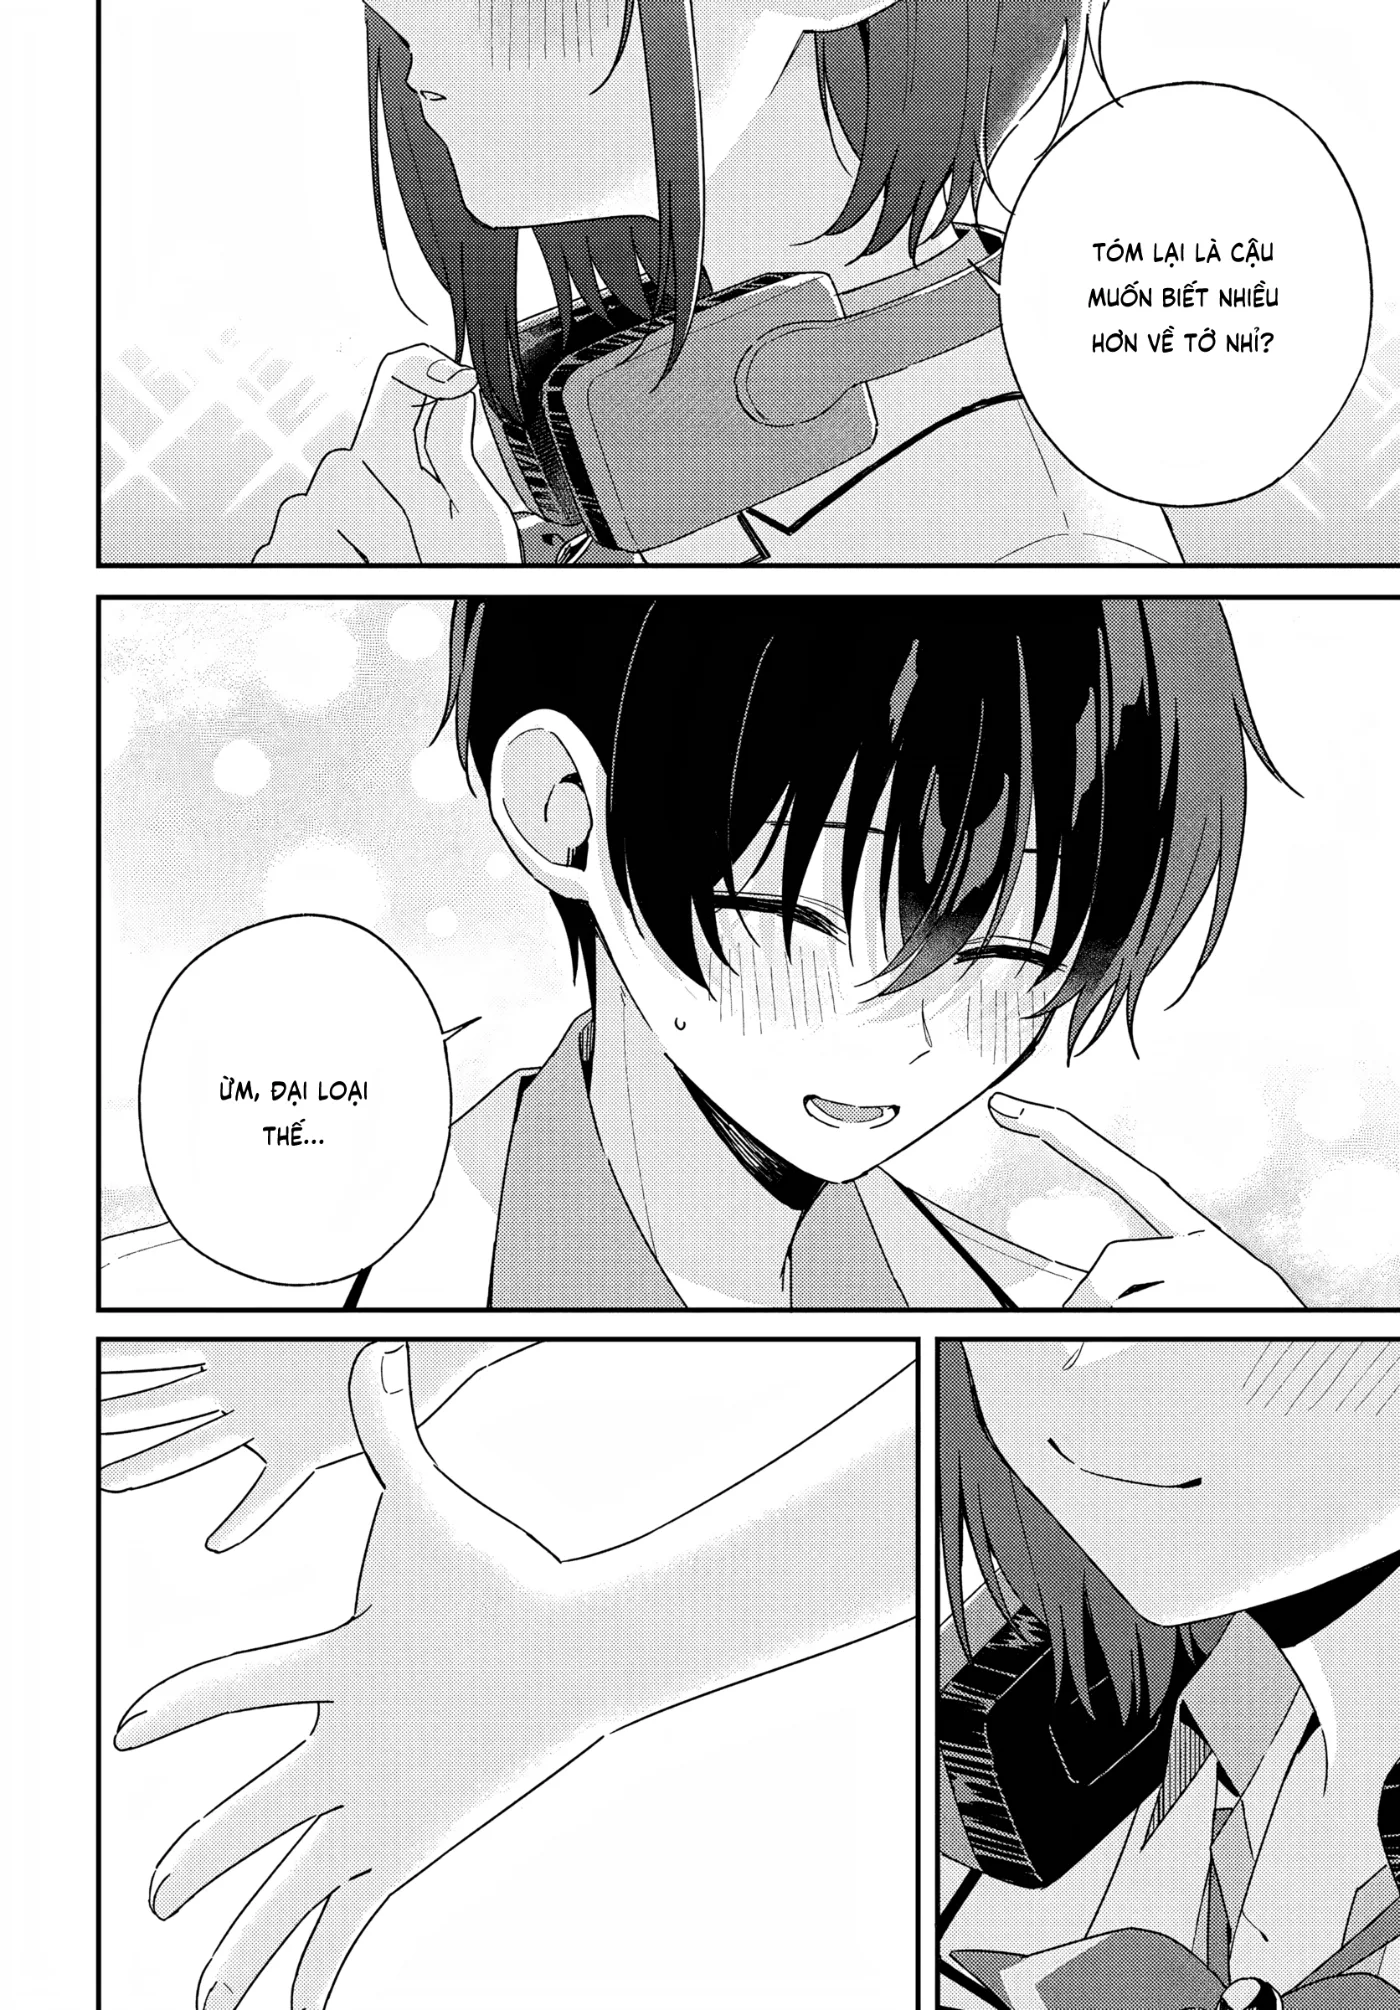 TÓM LẠI LÀ CẬU
MUỐN BIẾT NHIỀU
HƠN VỀ TỚ NHỈ?
ỪM, ĐẠI LOẠI
THẾ...